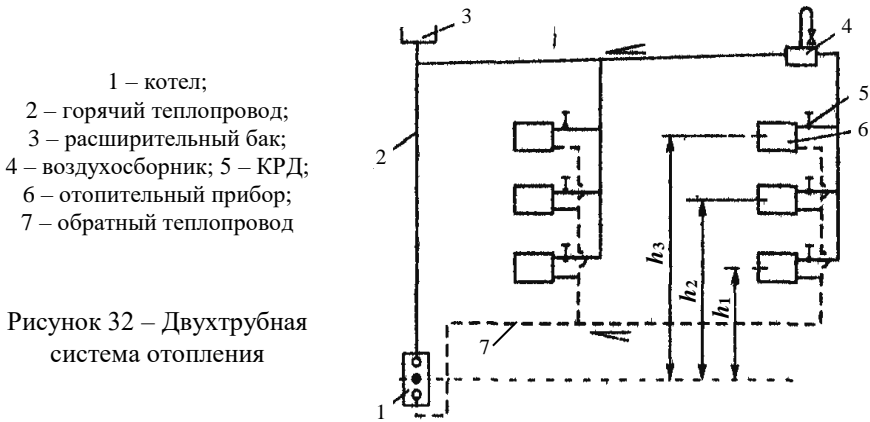 1 – котел;
2 – горячий теплопровод;
3 – расширительный бак;
4 – воздухосборник; 5 – КРД;
6 – отопительный прибор;
7 – обратный теплопровод
Рисунок 32 – Двухтрубная
система отопления
3
4
5
6
2
h3
h2
h1
7
1